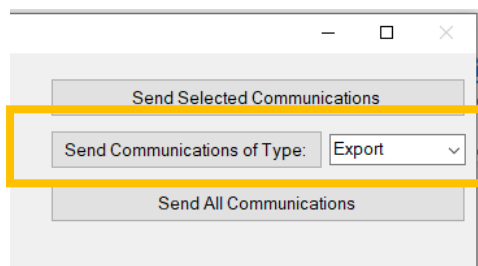 Send Selected Communications
Send Communications of Type: Export
Send All Communications